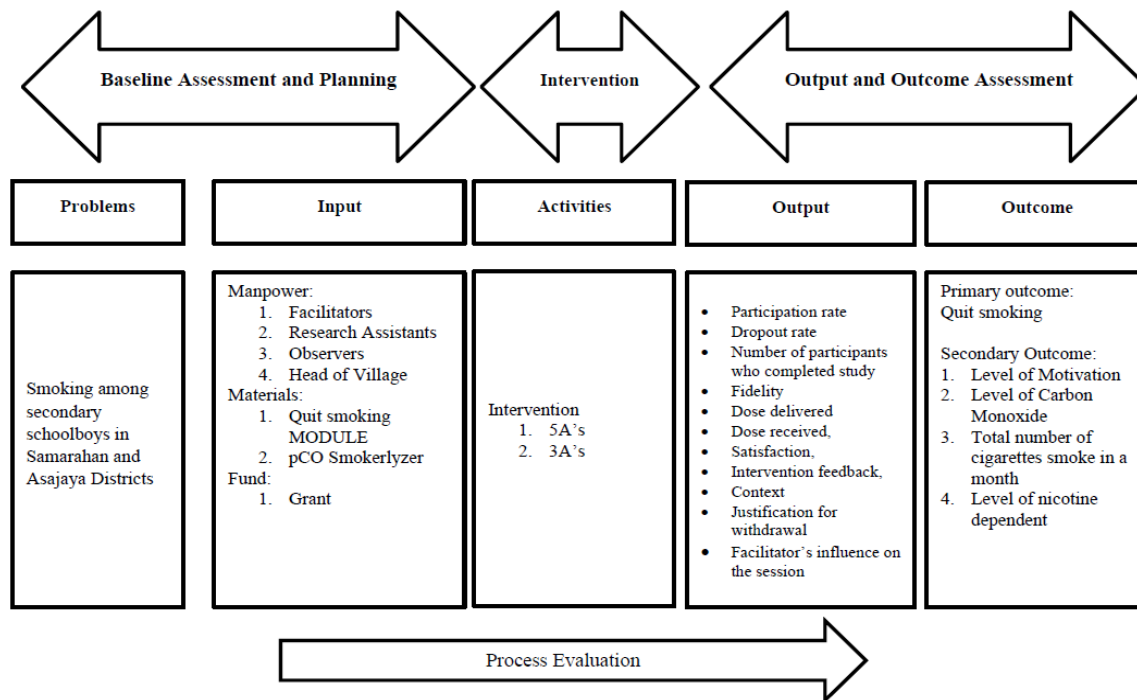 Baseline Assessment and Planning
Intervention
Output and Outcome Assessment
Problems
Input
Activities
Output
Outcome
Smoking among
secondary
schoolboys in
Samarahan and
Asajaya Districts
Manpower:
1. Facilitators
2. Research Assistants
3. Observers
4. Head of Village
Materials:
1. Quit smoking
MODULE
2. pCO Smokerlyzer
Fund:
1. Grant
Intervention
1. 5A's
2. 3A's
• Participation rate
• Dropout rate
• Number of participants
who completed study
• Fidelity
• Dose delivered
• Dose received,
• Satisfaction,
• Intervention feedback,
• Context
• Justification for
withdrawal
• Facilitator's influence on
the session
Primary outcome:
Quit smoking
Secondary Outcome:
1. Level of Motivation
2. Level of Carbon
Monoxide
3. Total number of
cigarettes smoke in a
month
4. Level of nicotine
dependent
Process Evaluation